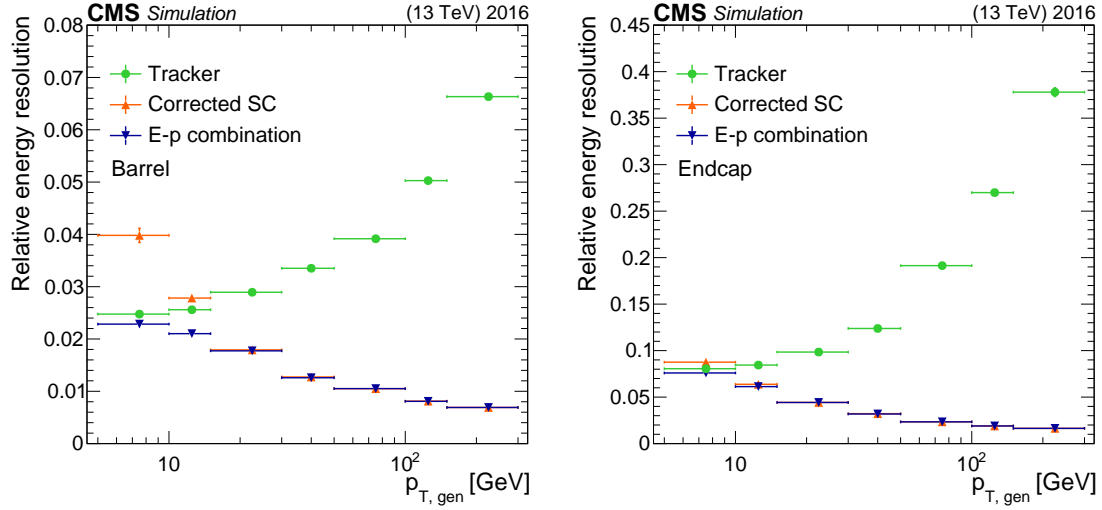 CMS Simulation (13 TeV) 2016
Relative energy resolution
0.08
0.07
0.06
0.05
0.04
0.03
0.02
0.01
0
Tracker
Corrected SC
E-p combination
Barrel
10 10²
p_T, gen [GeV]
CMS Simulation (13 TeV) 2016
Relative energy resolution
0.45
0.4
0.35
0.3
0.25
0.2
0.15
0.1
0.05
0
Tracker
Corrected SC
E-p combination
Endcap
10 10²
p_T, gen [GeV]